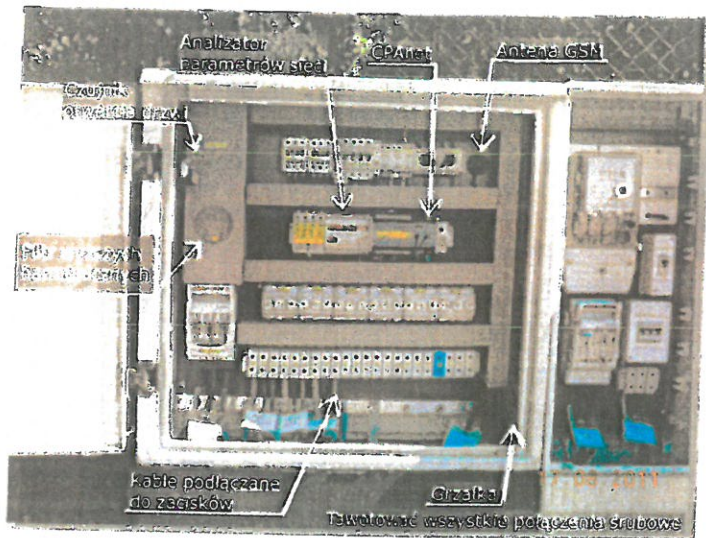 Analizator
parametrów sieci
CPAnet
Antena GSM
Czujnik
otwarcia drzwi
Kable podłączane
do zacisków
Grzałka
Tawotować wszystkie połączenia śrubowe